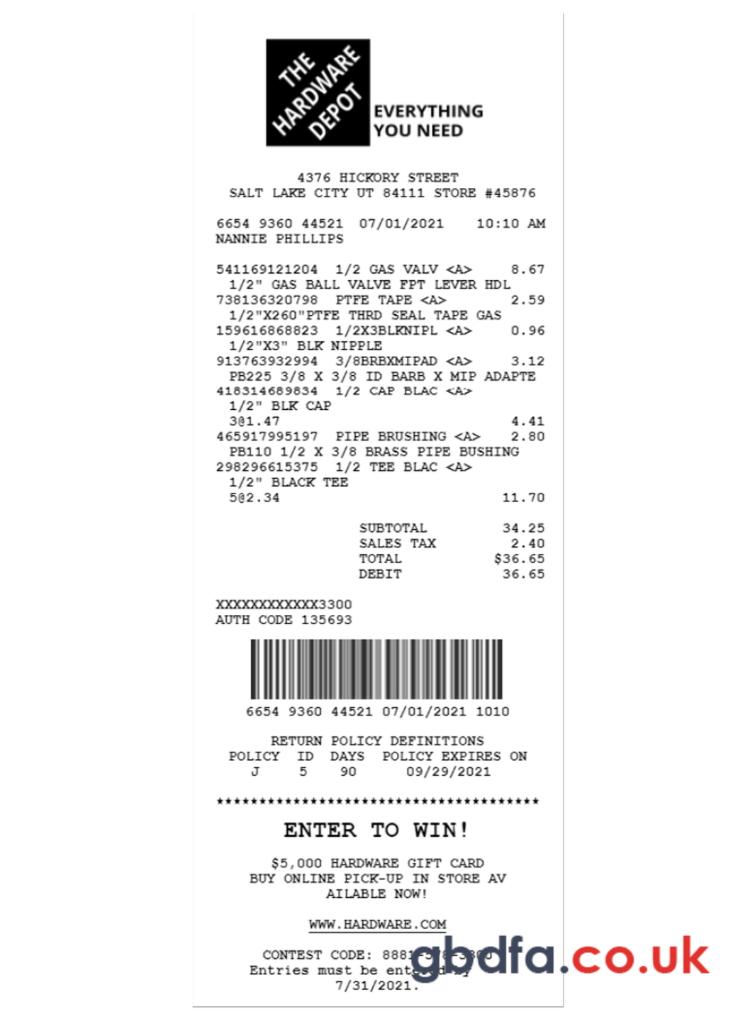 THE
HARDWARE
DEPOT
EVERYTHING
YOU NEED
4376 HICKORY STREET
SALT LAKE CITY UT 84111 STORE #45876
6654 9360 44521 07/01/2021 10:10 AM
NANNIE PHILLIPS
541169121204 1/2 GAS VALV <A> 8.67
1/2" GAS BALL VALVE FPT LEVER HDL
738136320798 PTFE TAPE <A> 2.59
1/2"X260"PTFE THRD SEAL TAPE GAS
159616868823 1/2X3BLKNIPL <A> 0.96
1/2"X3" BLK NIPPLE
913763932994 3/8BRBXMIPAD <A> 3.12
PB225 3/8 X 3/8 ID BARB X MIP ADAPTE
418314689834 1/2 CAP BLAC <A>
1/2" BLK CAP
3@1.47 4.41
465917995197 PIPE BRUSHING <A> 2.80
PB110 1/2 X 3/8 BRASS PIPE BUSHING
298296615375 1/2 TEE BLAC <A>
1/2" BLACK TEE
5@2.34 11.70
SUBTOTAL 34.25
SALES TAX 2.40
TOTAL $36.65
DEBIT 36.65
XXXXXXXXXXXX3300
AUTH CODE 135693
6654 9360 44521 07/01/2021 1010
RETURN POLICY DEFINITIONS
POLICY ID DAYS POLICY EXPIRES ON
J 5 90 09/29/2021
****************************************
ENTER TO WIN!
$5,000 HARDWARE GIFT CARD
BUY ONLINE PICK-UP IN STORE AV
AILABLE NOW!
WWW.HARDWARE.COM
CONTEST CODE:
gbdfa.co.uk
Entries must be entered by
7/31/2021.